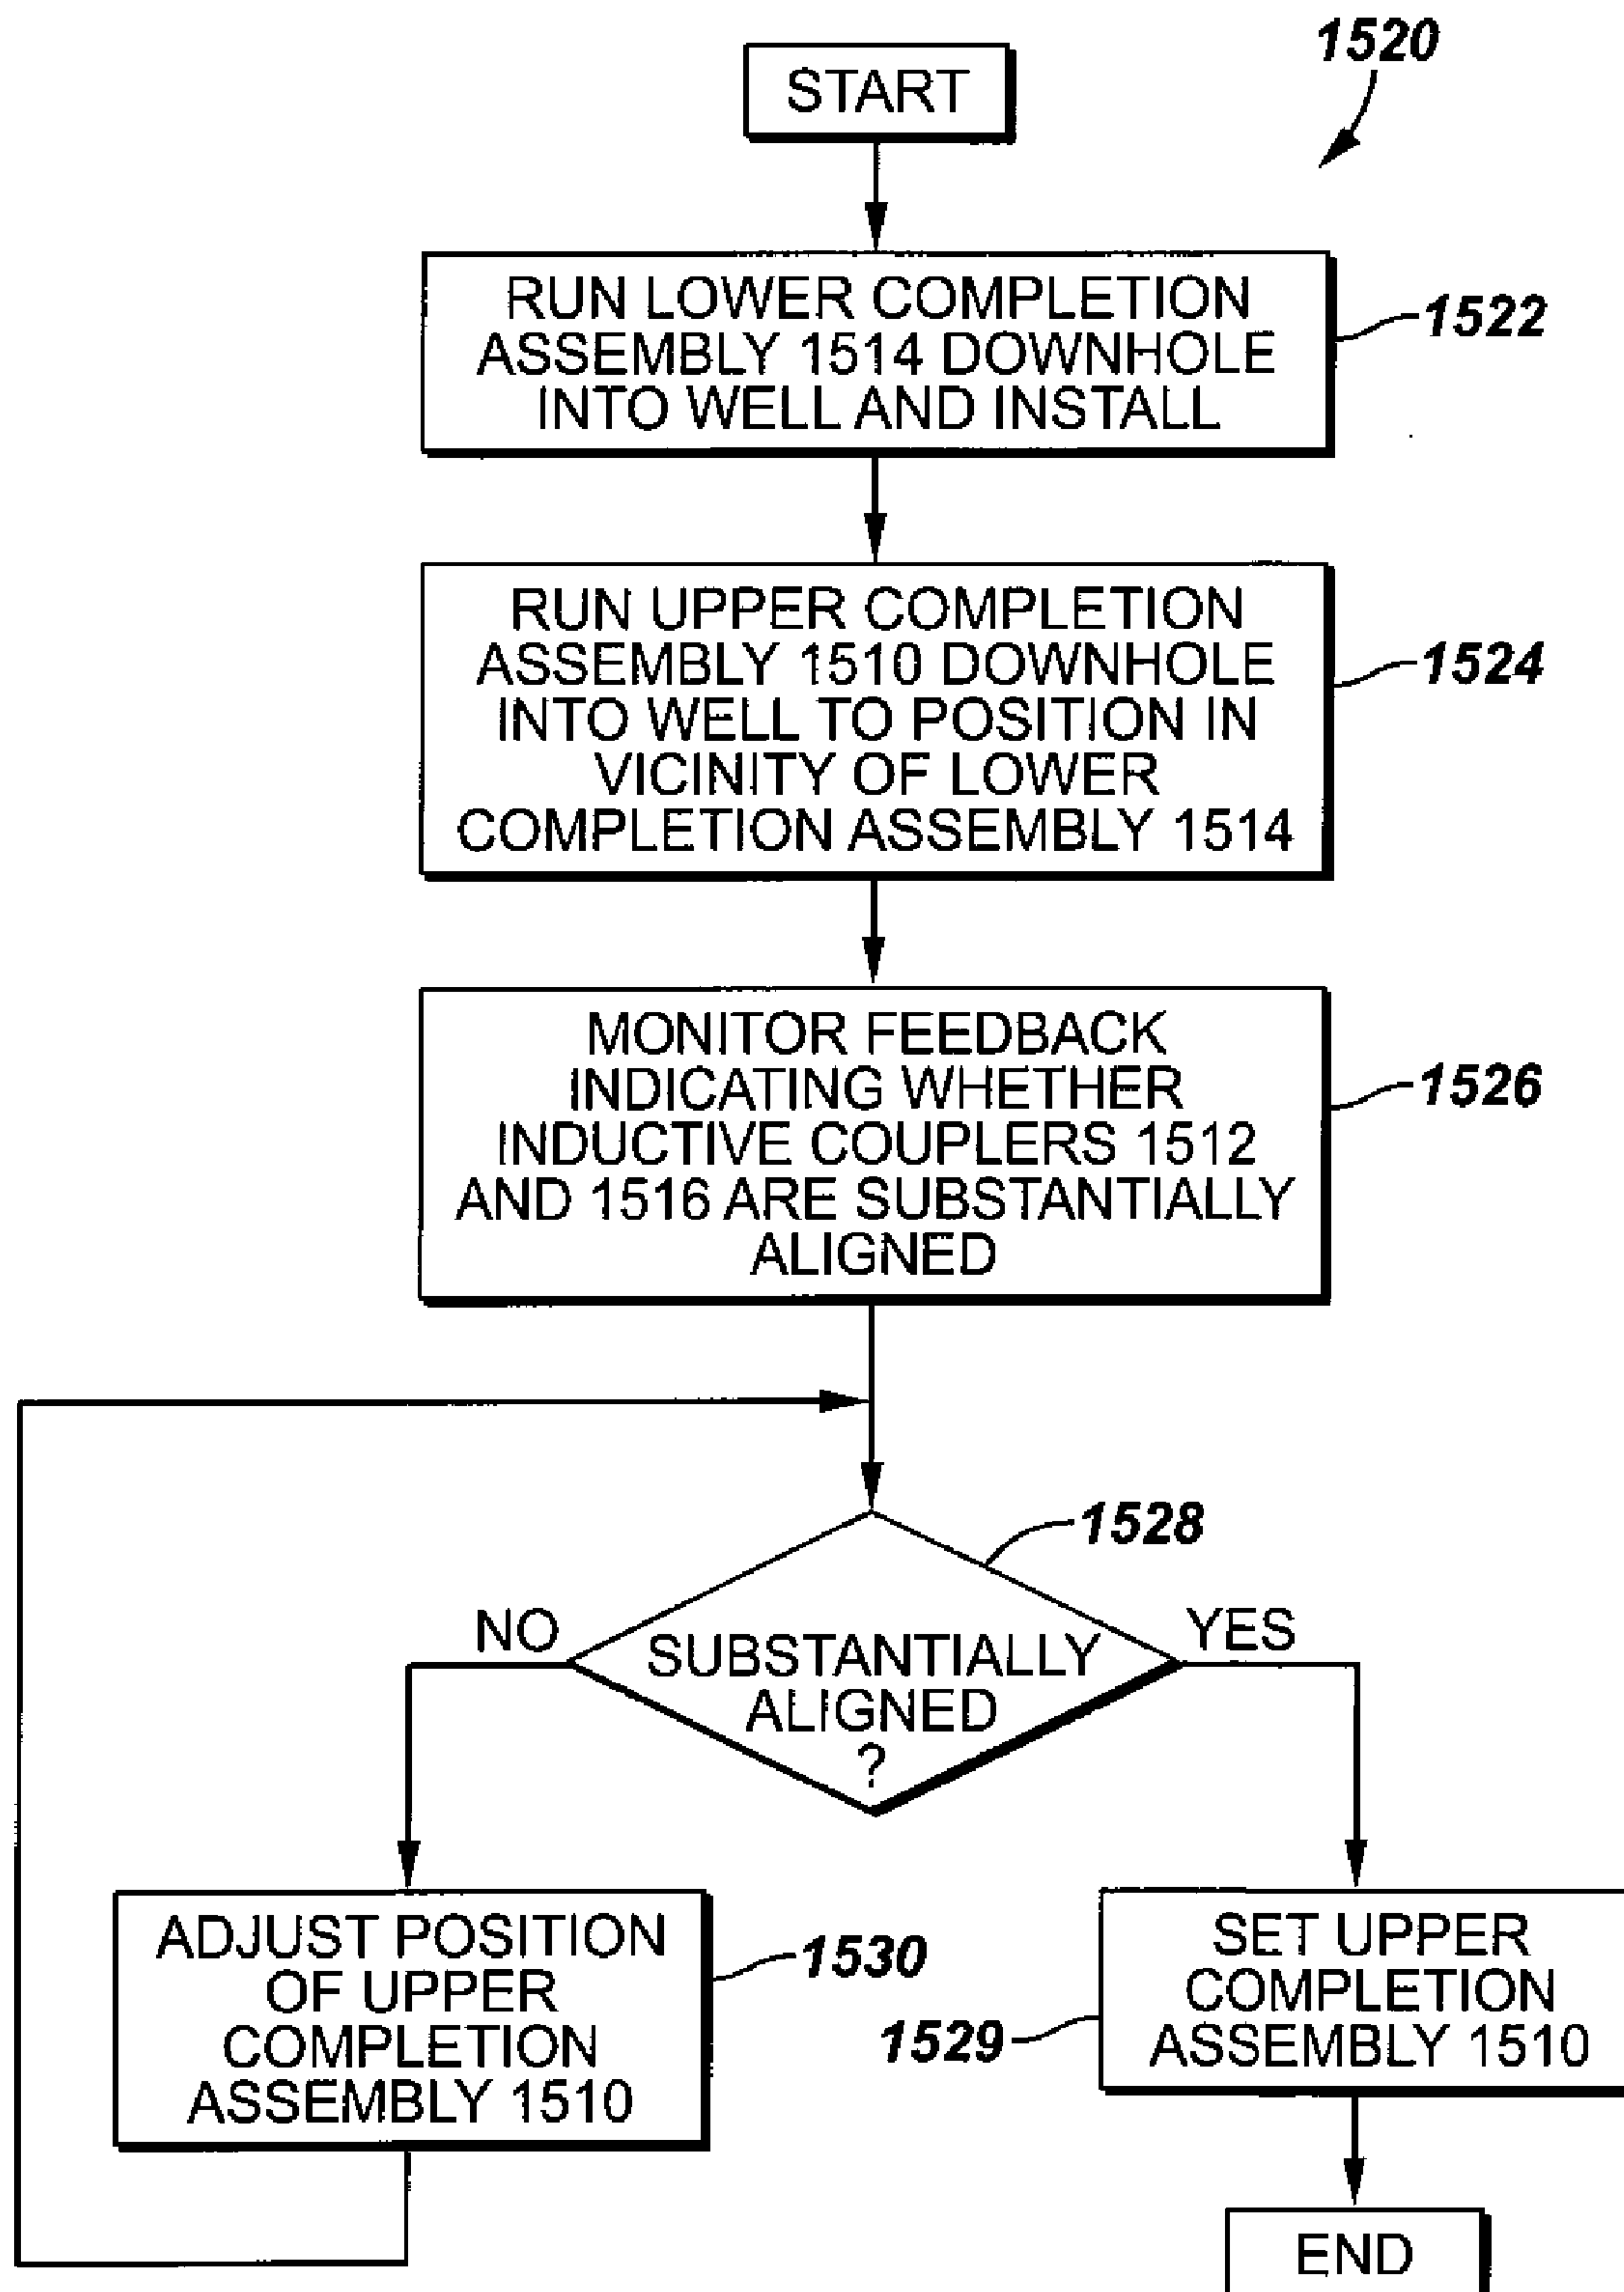 1520
START
RUN LOWER COMPLETION
ASSEMBLY 1514 DOWNHOLE
INTO WELL AND INSTALL
1522
RUN UPPER COMPLETION
ASSEMBLY 1510 DOWNHOLE
INTO WELL TO POSITION IN
VICINITY OF LOWER
COMPLETION ASSEMBLY 1514
1524
MONITOR FEEDBACK
INDICATING WHETHER
INDUCTIVE COUPLERS 1512
AND 1516 ARE SUBSTANTIALLY
ALIGNED
1526
1528
NO
SUBSTANTIALLY
ALIGNED
?
YES
ADJUST POSITION
OF UPPER
COMPLETION
ASSEMBLY 1510
1530
SET UPPER
COMPLETION
ASSEMBLY 1510
1529
END